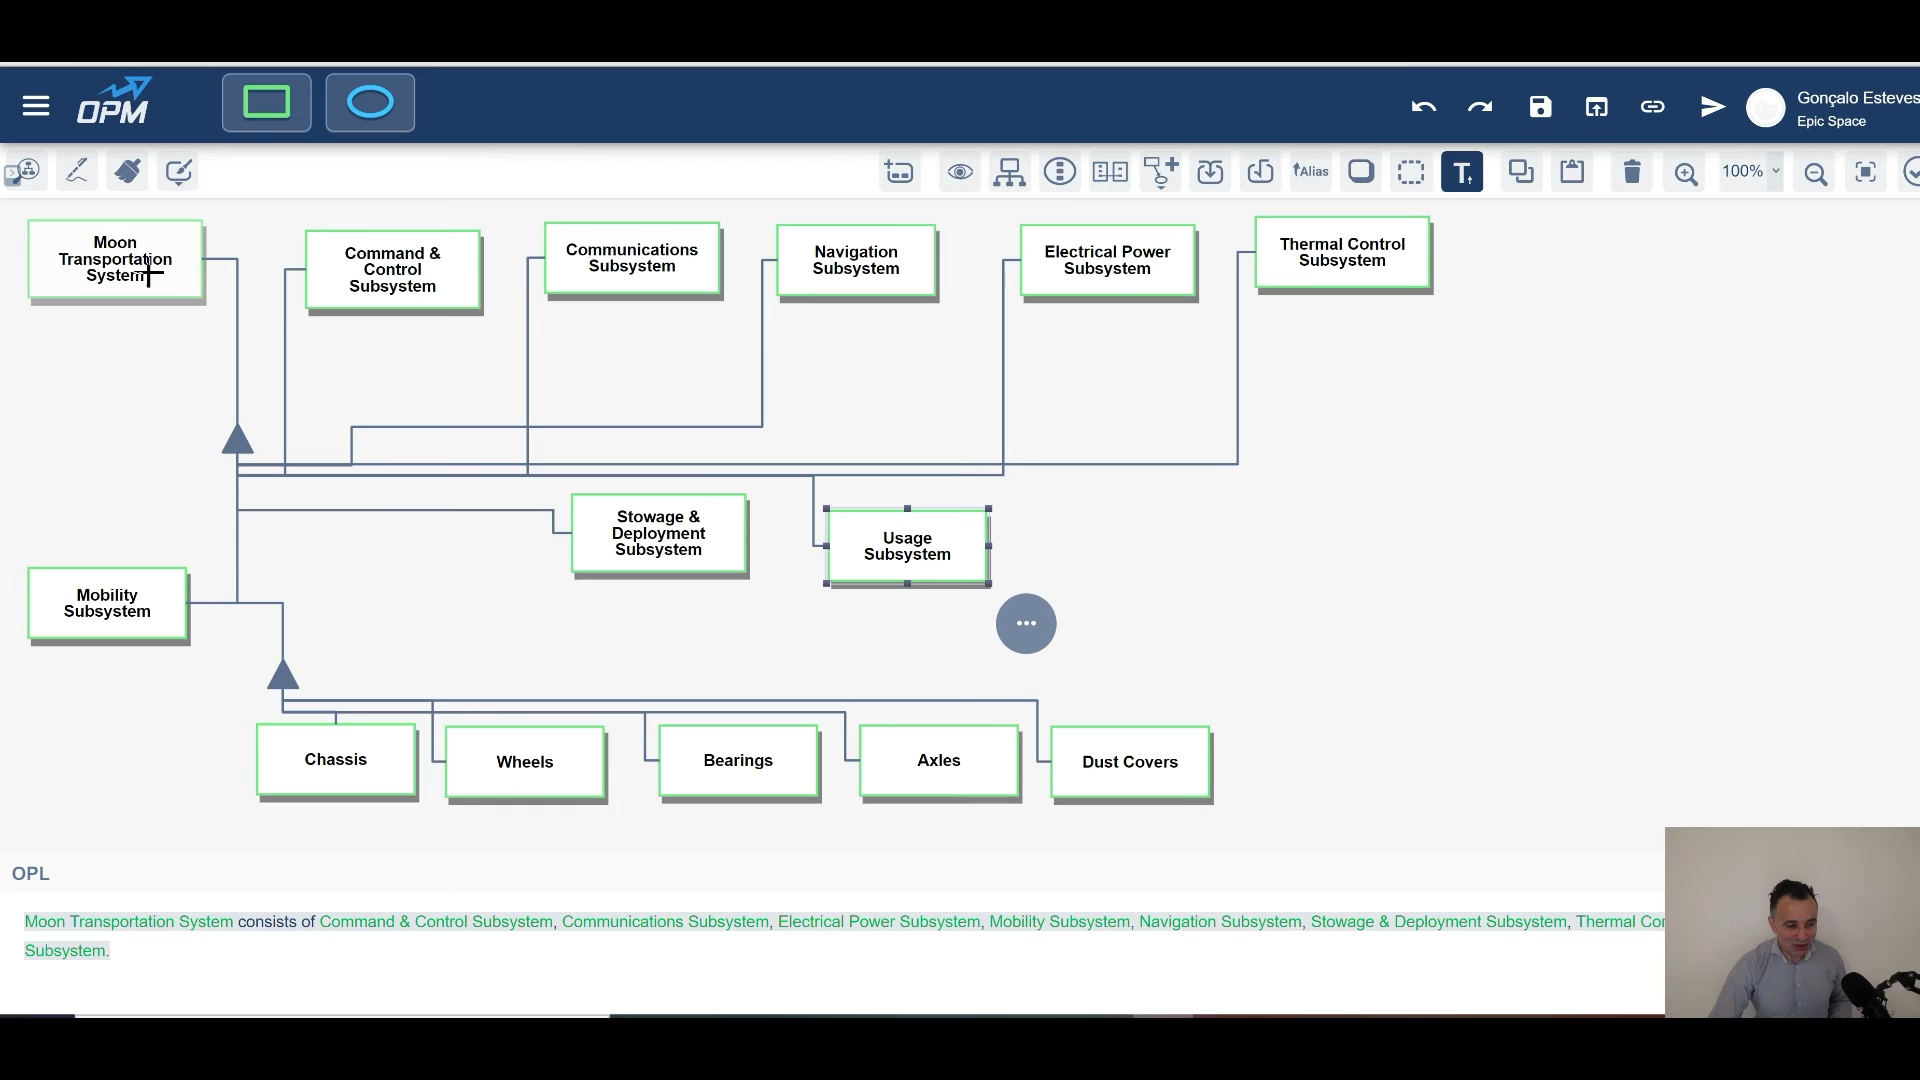 OPM
Gonçalo Esteves
Epic Space
Alias
T
100%
Moon
Transportation
System
Command &
Control
Subsystem
Communications
Subsystem
Navigation
Subsystem
Electrical Power
Subsystem
Thermal Control
Subsystem
Stowage &
Deployment
Subsystem
Usage
Subsystem
Mobility
Subsystem
Chassis
Wheels
Bearings
Axles
Dust Covers
OPL
Moon Transportation System consists of Command & Control Subsystem, Communications Subsystem, Electrical Power Subsystem, Mobility Subsystem, Navigation Subsystem, Stowage & Deployment Subsystem, Thermal
Subsystem.